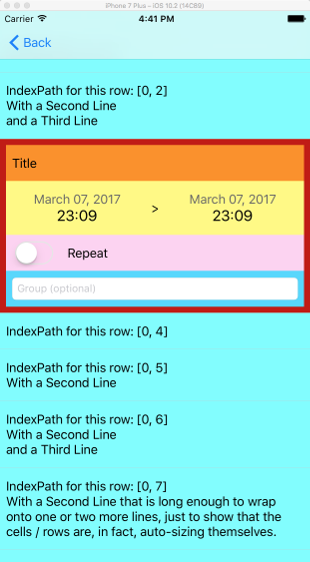 iPhone 7 Plus – iOS 10.2 (14C89)
Carrier 4:41 PM
Back
IndexPath for this row: [0, 2]
With a Second Line
and a Third Line
Title
March 07, 2017 March 07, 2017
23:09 > 23:09
Repeat
Group (optional)
IndexPath for this row: [0, 4]
IndexPath for this row: [0, 5]
With a Second Line
IndexPath for this row: [0, 6]
With a Second Line
and a Third Line
IndexPath for this row: [0, 7]
With a Second Line that is long enough to wrap
onto one or two more lines, just to show that the
cells / rows are, in fact, auto-sizing themselves.